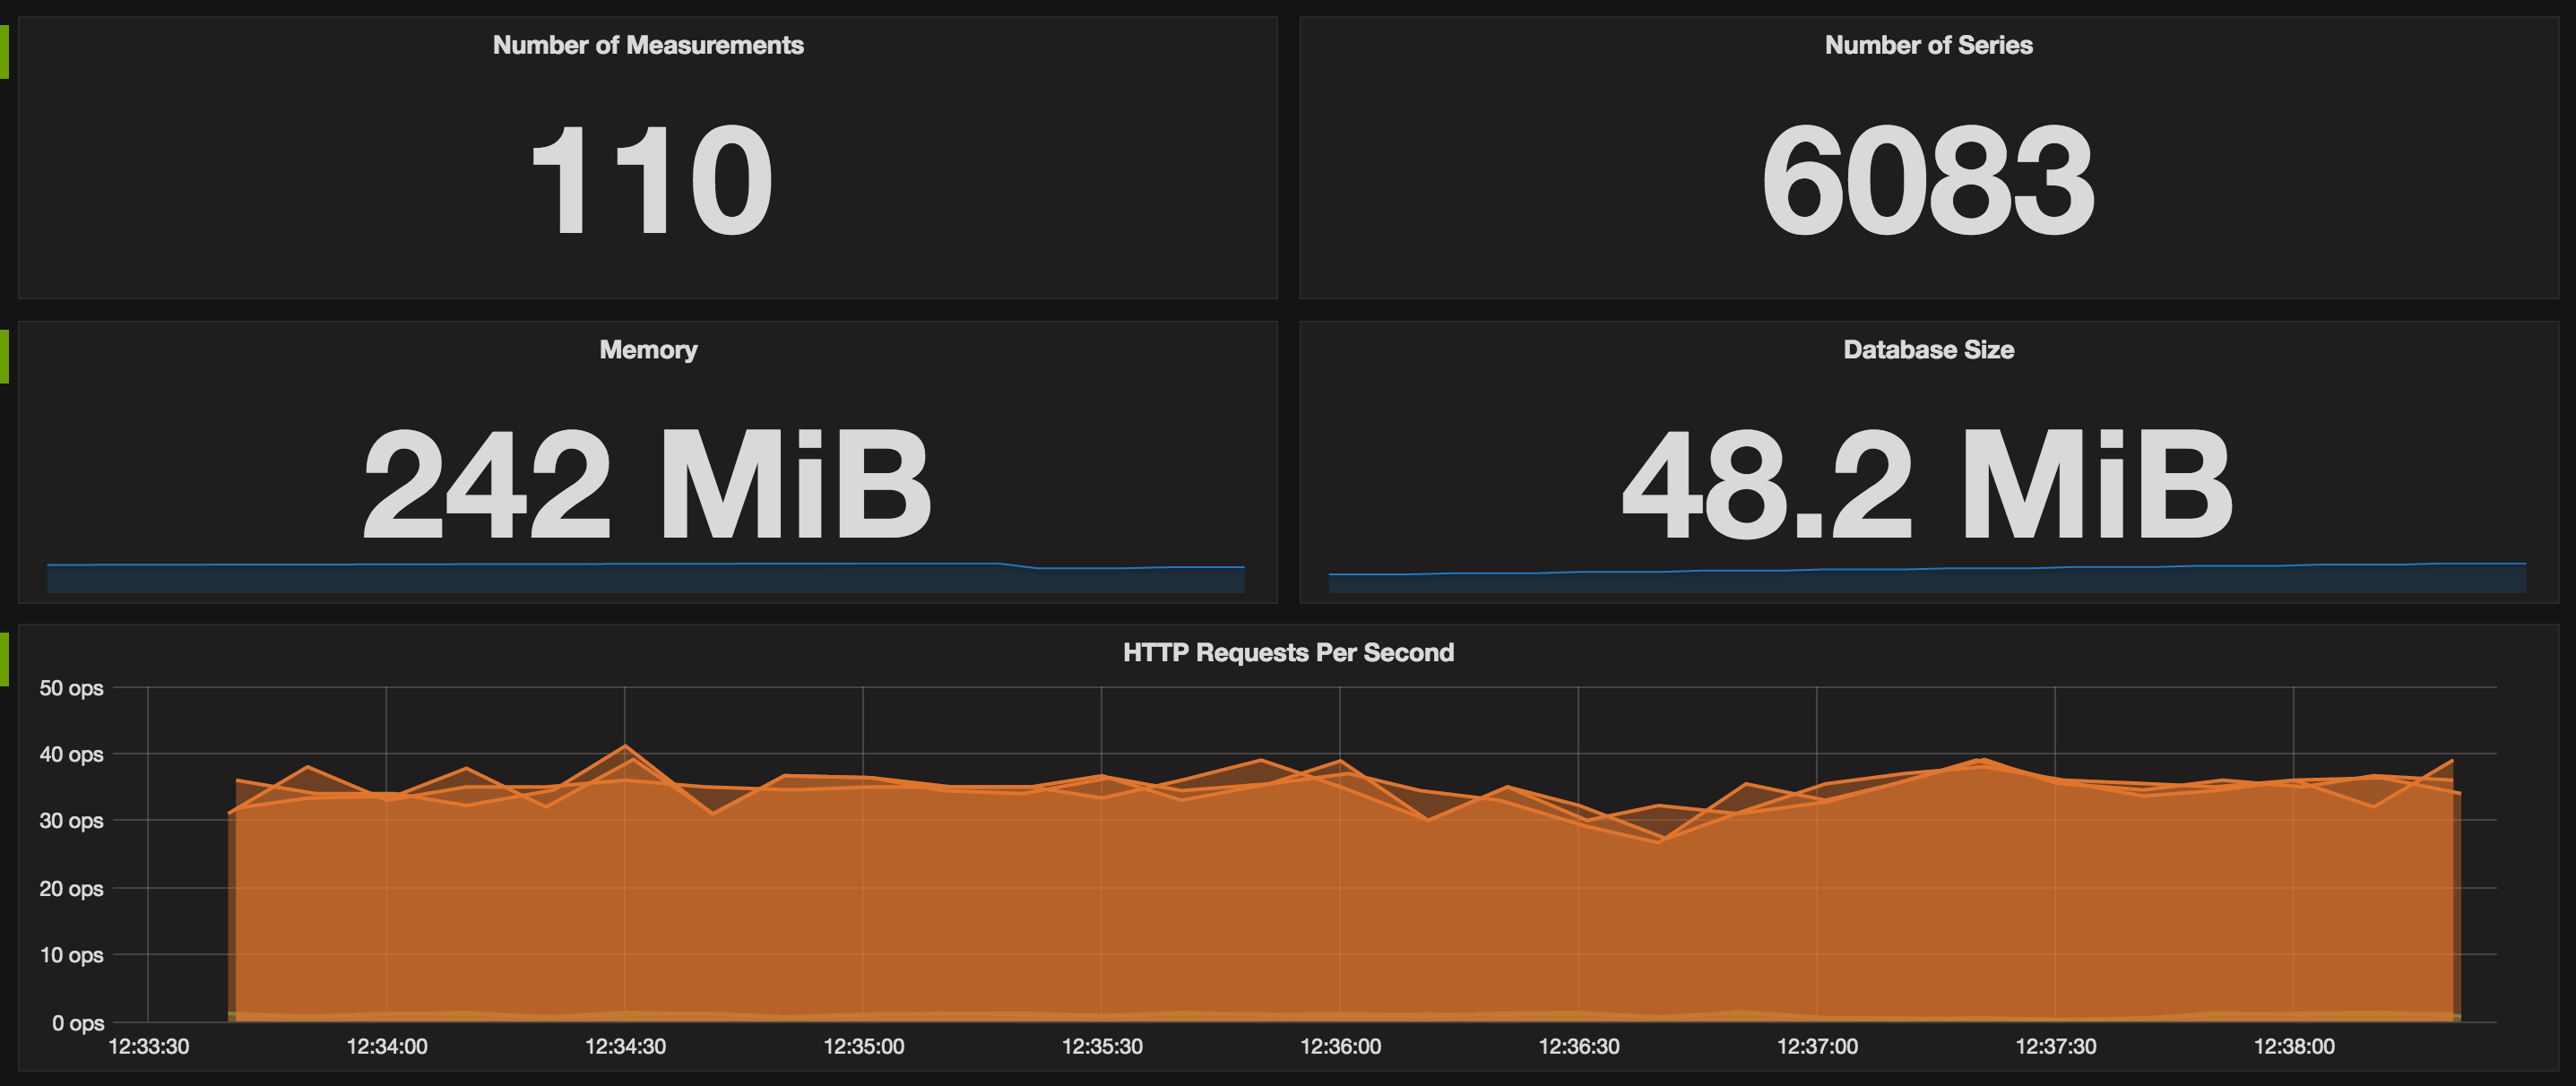 Number of Measurements
110
Number of Series
6083
Memory
242 MiB
Database Size
48.2 MiB
HTTP Requests Per Second
50 ops
40 ops
30 ops
20 ops
10 ops
0 ops
12:33:30 12:34:00 12:34:30 12:35:00 12:35:30 12:36:00 12:36:30 12:37:00 12:37:30 12:38:00